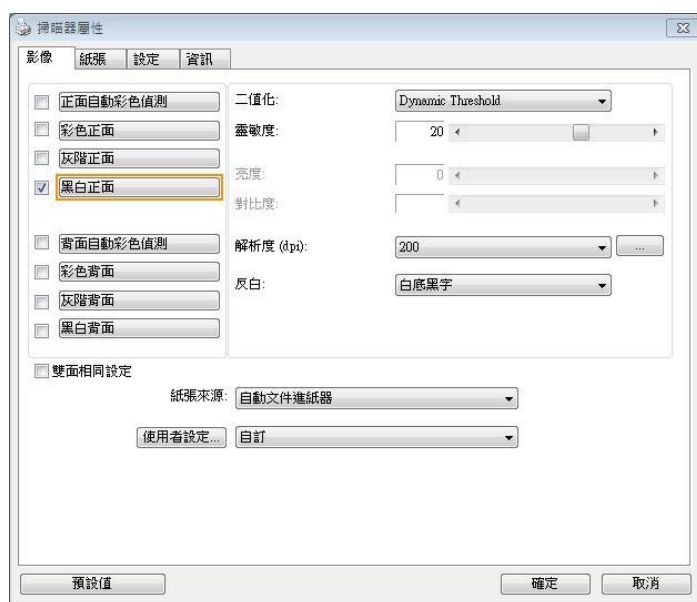 掃瞄器屬性
影像 紙張 設定 資訊
正面自動彩色偵測
彩色正面
灰階正面
黑白正面
背面自動彩色偵測
彩色背面
灰階背面
黑白背面
二值化: Dynamic Threshold
靈敏度: 20
亮度: 0
對比度:
解析度 (dpi): 200 ...
反白: 白底黑字
雙面相同設定
紙張來源: 自動文件進紙器
使用者設定... 自訂
預設值 確定 取消